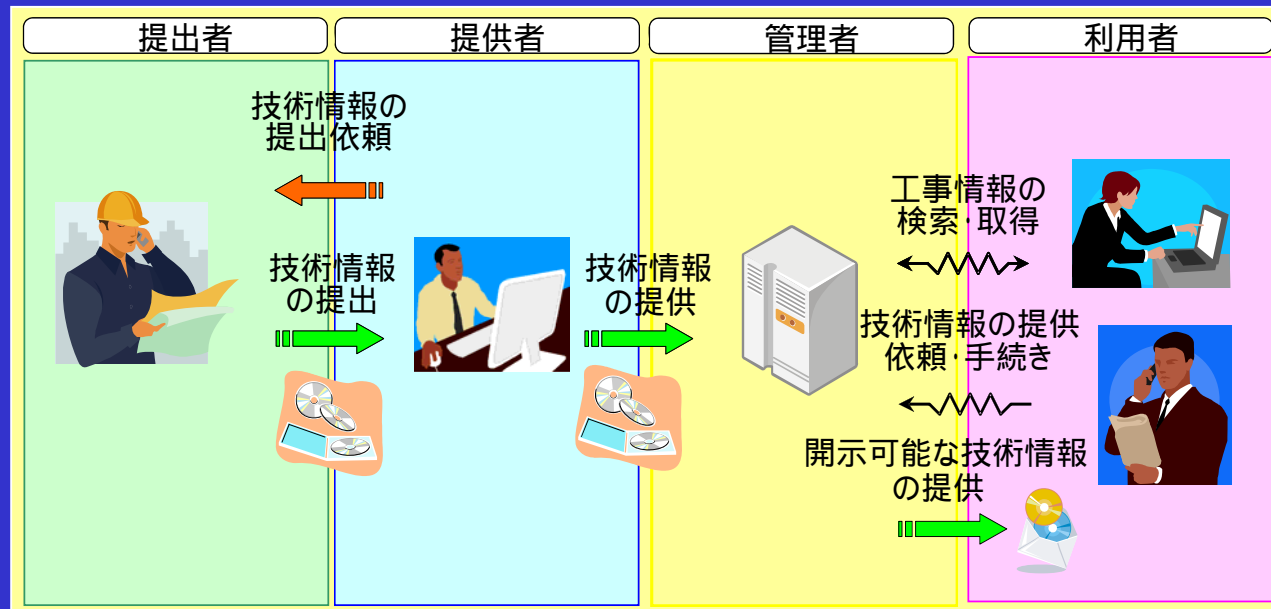 提出者
提供者
管理者
利用者
技術情報の
提出依頼
技術情報
の提出
技術情報
の提供
工事情報の
検索･取得
技術情報の提供
依頼･手続き
開示可能な技術情報
の提供